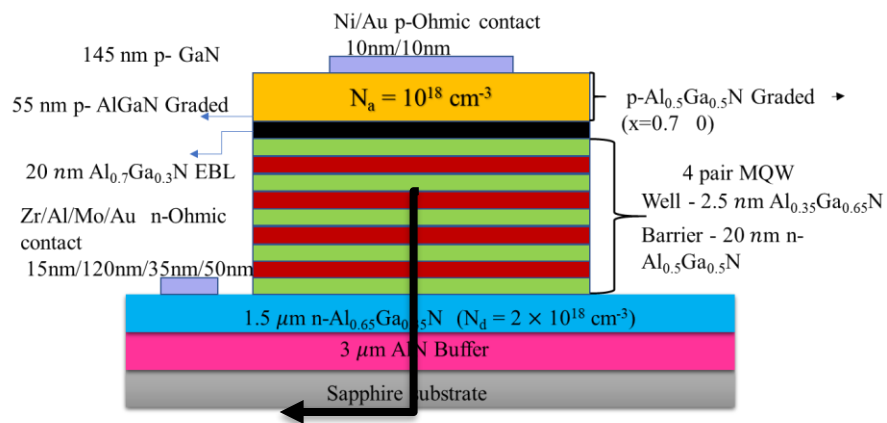 Ni/Au p-Ohmic contact
10nm/10nm
145 nm p- GaN
Nₐ = 10¹⁸ cm⁻³
55 nm p- AlGaN Graded
p-Al₀.₅Ga₀.₅N Graded
(x=0.7 0)
20 nm Al₀.₇Ga₀.₃N EBL
4 pair MQW
Well - 2.5 nm Al₀.₃₅Ga₀.₆₅N
Barrier - 20 nm n-
Al₀.₅Ga₀.₅N
Zr/Al/Mo/Au n-Ohmic
contact
15nm/120nm/35nm/50nm
1.5 μm n-Al₀.₆₅Ga₀.₃₅N (N_d = 2 × 10¹⁸ cm⁻³)
3 μm AlN Buffer
Sapphire substrate